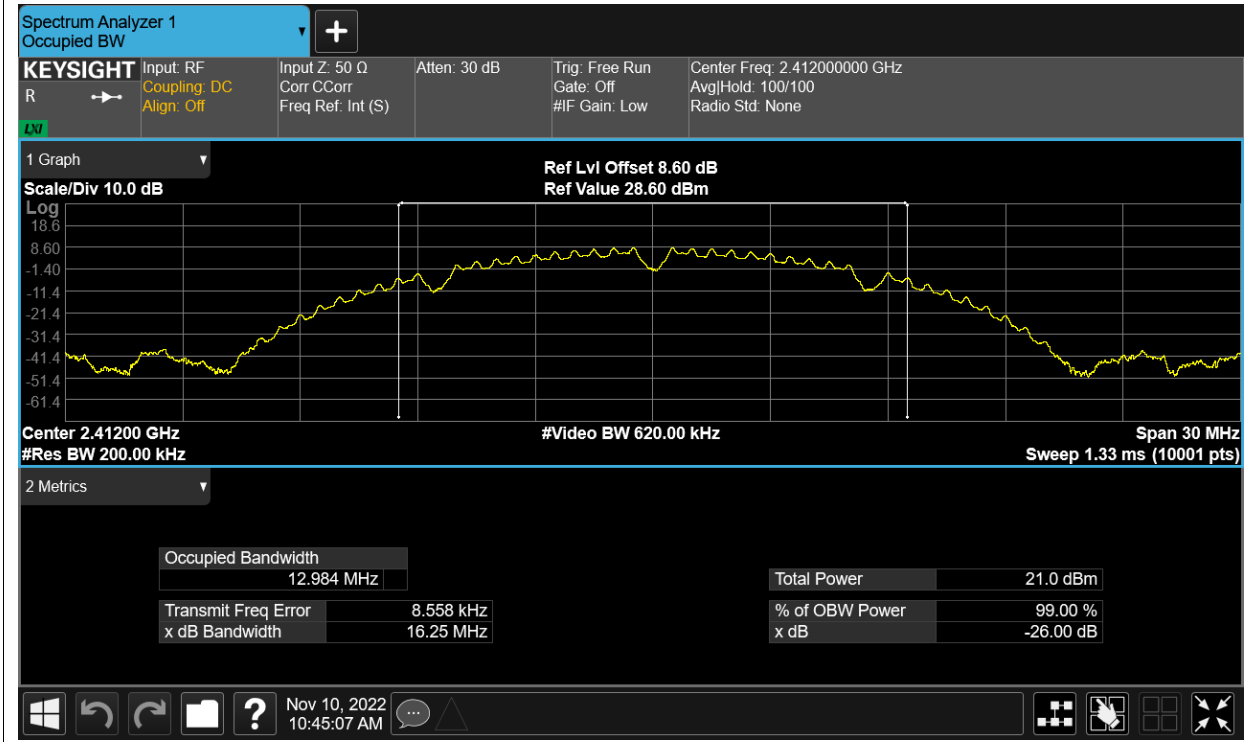 Spectrum Analyzer 1
Occupied BW
KEYSIGHT Input: RF Input Z: 50 Ω Atten: 30 dB Trig: Free Run Center Freq: 2.412000000 GHz
R Coupling: DC Corr CCorr Gate: Off Avg|Hold: 100/100
Align: Off Freq Ref: Int (S) #IF Gain: Low Radio Std: None
LXI
1 Graph
Ref Lvl Offset 8.60 dB
Scale/Div 10.0 dB Ref Value 28.60 dBm
Log
18.6
8.60
-1.40
-11.4
-21.4
-31.4
-41.4
-51.4
-61.4
Center 2.41200 GHz #Video BW 620.00 kHz Span 30 MHz
#Res BW 200.00 kHz Sweep 1.33 ms (10001 pts)
2 Metrics
Occupied Bandwidth
12.984 MHz Total Power 21.0 dBm
Transmit Freq Error 8.558 kHz % of OBW Power 99.00 %
x dB Bandwidth 16.25 MHz x dB -26.00 dB
? Nov 10, 2022
10:45:07 AM